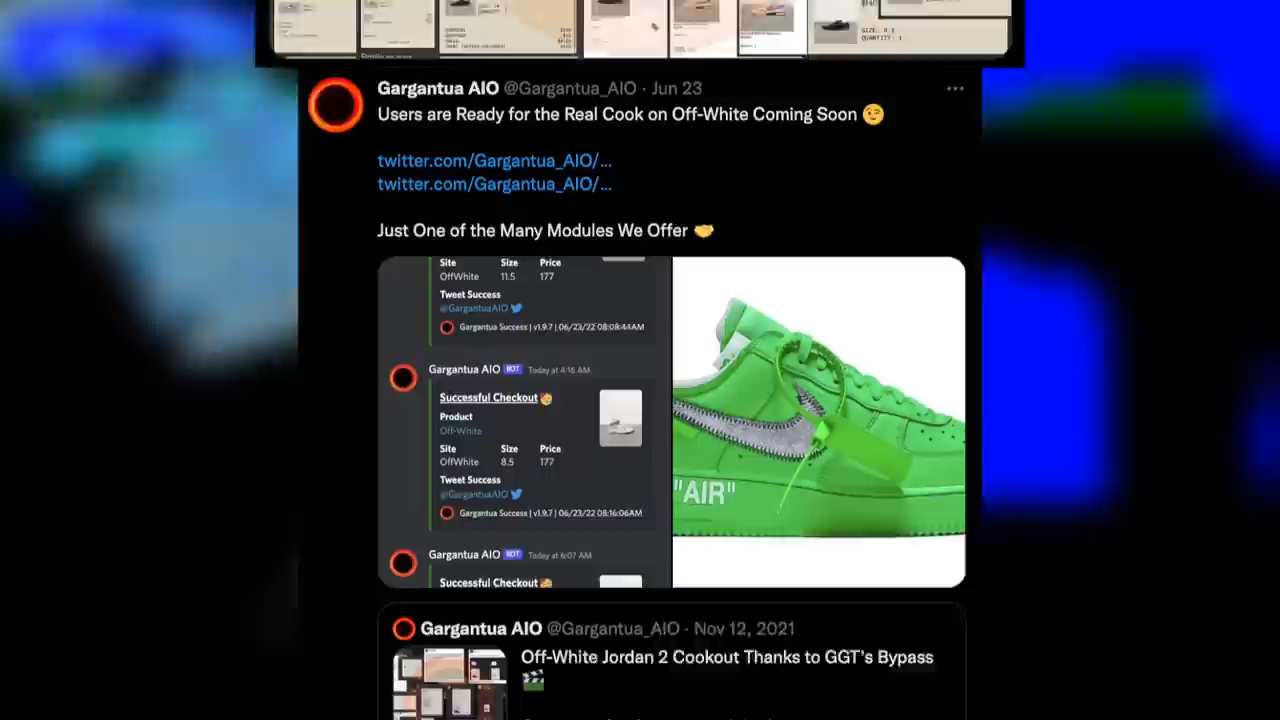 SIZE: 8 1
QUANTITY: 1
Gargantua AIO @Gargantua_AIO · Jun 23
Users are Ready for the Real Cook on Off-White Coming Soon 😉
twitter.com/Gargantua_AIO/...
twitter.com/Gargantua_AIO/...
Just One of the Many Modules We Offer 🤝
Site Size Price
OffWhite 11.5 177
Tweet Success
@GargantuaAIO
Gargantua Success | v1.9.7 | 06/23/22 08:08:44AM
Gargantua AIO BOT Today at 4:16 AM
Successful Checkout
Product
Off-White
Site Size Price
OffWhite 8.5 177
Tweet Success
@GargantuaAIO
Gargantua Success | v1.9.7 | 06/23/22 08:16:06AM
Gargantua AIO BOT Today at 6:07 AM
Successful Checkout
"AIR"
Gargantua AIO @Gargantua_AIO · Nov 12, 2021
Off-White Jordan 2 Cookout Thanks to GGT's Bypass
🎬